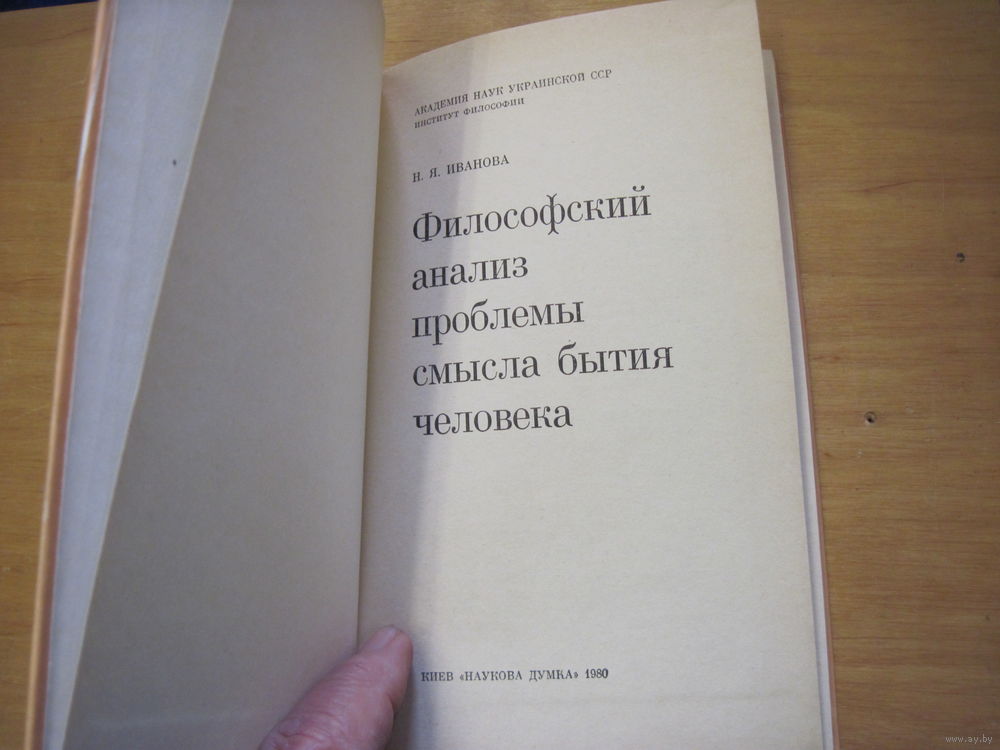 АКАДЕМИЯ НАУК УКРАИНСКОЙ ССР
ИНСТИТУТ ФИЛОСОФИИ
Н. Я. ИВАНОВА
Философский
анализ
проблемы
смысла бытия
человека
КИЕВ «НАУКОВА ДУМКА» 1980
www.ay.by